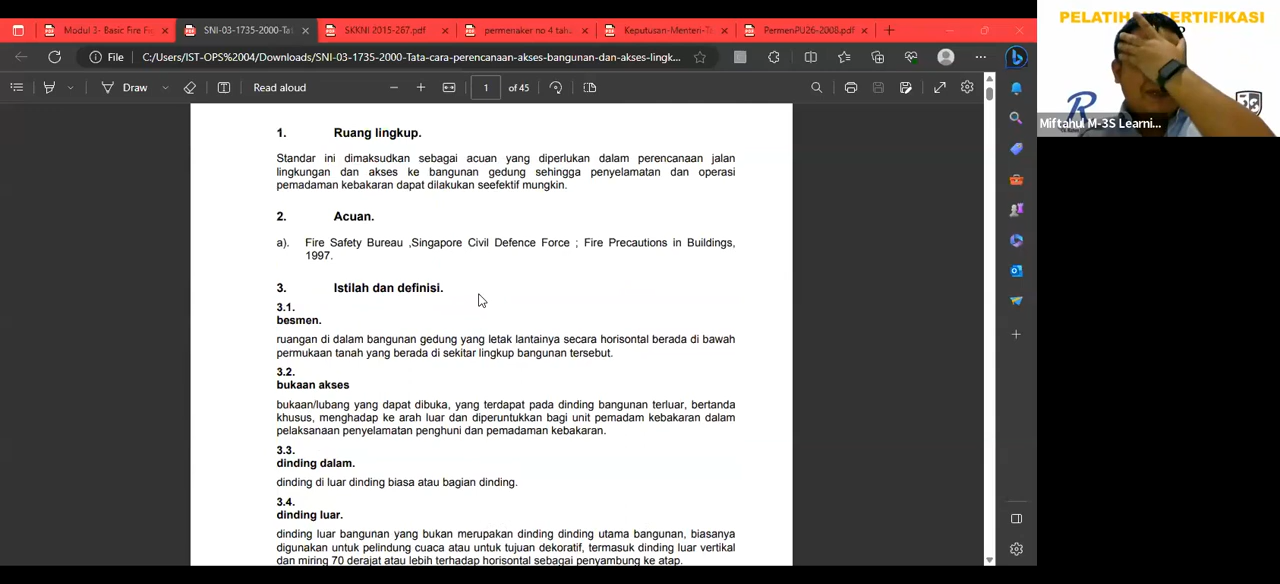 Modul 3- Basic Fire Fi
SNI-03-1735-2000-Tat
SKKNI 2015-267.pdf
permenaker no 4 tahu
Keputusan-Menteri-T
PermenPU26-2008.pdf
PELATIHAN SERTIFIKASI
File
C:/Users/IST-OPS%2004/Downloads/SNI-03-1735-2000-Tata-cara-perencanaan-akses-bangunan-dan-akses-lingk...
Draw
Read aloud
1
of 45
Miftahul M-3S Learni...
1. Ruang lingkup.
Standar ini dimaksudkan sebagai acuan yang diperlukan dalam perencanaan jalan
lingkungan dan akses ke bangunan gedung sehingga penyelamatan dan operasi
pemadaman kebakaran dapat dilakukan seefektif mungkin.
2. Acuan.
a). Fire Safety Bureau ,Singapore Civil Defence Force ; Fire Precautions in Buildings,
1997.
3. Istilah dan definisi.
3.1.
besmen.
ruangan di dalam bangunan gedung yang letak lantainya secara horisontal berada di bawah
permukaan tanah yang berada di sekitar lingkup bangunan tersebut.
3.2.
bukaan akses
bukaan/lubang yang dapat dibuka, yang terdapat pada dinding bangunan terluar, bertanda
khusus, menghadap ke arah luar dan diperuntukkan bagi unit pemadam kebakaran dalam
pelaksanaan penyelamatan penghuni dan pemadaman kebakaran.
3.3.
dinding dalam.
dinding di luar dinding biasa atau bagian dinding.
3.4.
dinding luar.
dinding luar bangunan yang bukan merupakan dinding dinding utama bangunan, biasanya
digunakan untuk pelindung cuaca atau untuk tujuan dekoratif, termasuk dinding luar vertikal
dan miring 70 derajat atau lebih terhadap horisontal sebagai penyambung ke atap.